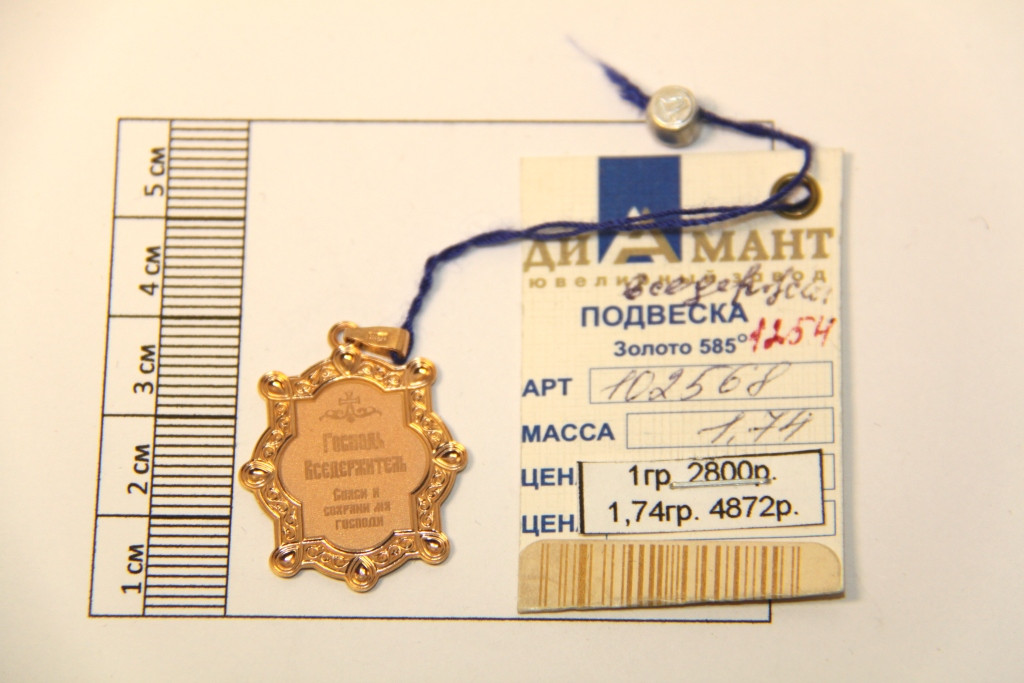 5 см
4 см
3 см
2 см
1 см
Господь
Вседержитель
Спаси и
сохрани мя
господи
ДИАМАНТ
ювелирный завод
ПОДВЕСКА
1254
Золото 585°
АРТ 102568
МАССА 1,74
ЦЕН
1гр. 2800р.
1,74гр. 4872р.
ЦЕН